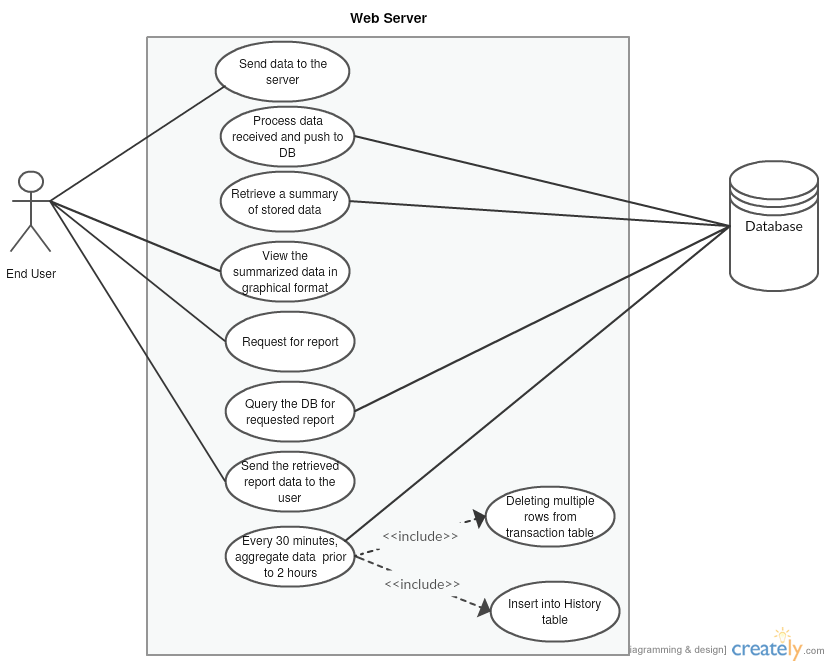 Web Server
Send data to the
server
Process data
received and push to
DB
Retrieve a summary
of stored data
View the
summarized data in
graphical format
Request for report
Query the DB for
requested report
Send the retrieved
report data to the
user
Every 30 minutes,
aggregate data  prior
to 2 hours
<<include>>
<<include>>
Deleting multiple
rows from
transaction table
Insert into History
table
End User
Database
iagramming & design] creately.com